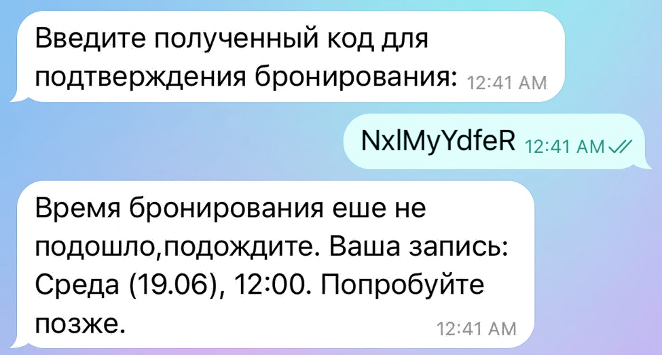 Введите полученный код для
подтверждения бронирования: 12:41 AM
NxlMyYdfeR 12:41 AM
Время бронирования еше не
подошло,подождите. Ваша запись:
Среда (19.06), 12:00. Попробуйте
позже. 12:41 AM